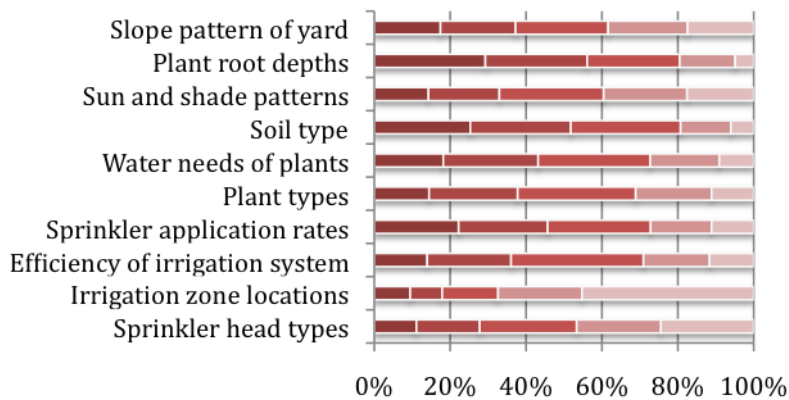 Slope pattern of yard
Plant root depths
Sun and shade patterns
Soil type
Water needs of plants
Plant types
Sprinkler application rates
Efficiency of irrigation system
Irrigation zone locations
Sprinkler head types
0% 20% 40% 60% 80% 100%